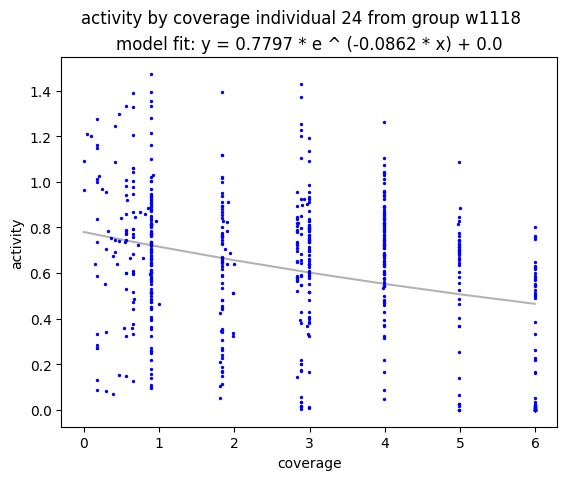 activity by coverage individual 24 from group w1118
model fit: y = 0.7797 * e ^ (-0.0862 * x) + 0.0
activity
1.4
1.2
1.0
0.8
0.6
0.4
0.2
0.0
0 1 2 3 4 5 6
coverage